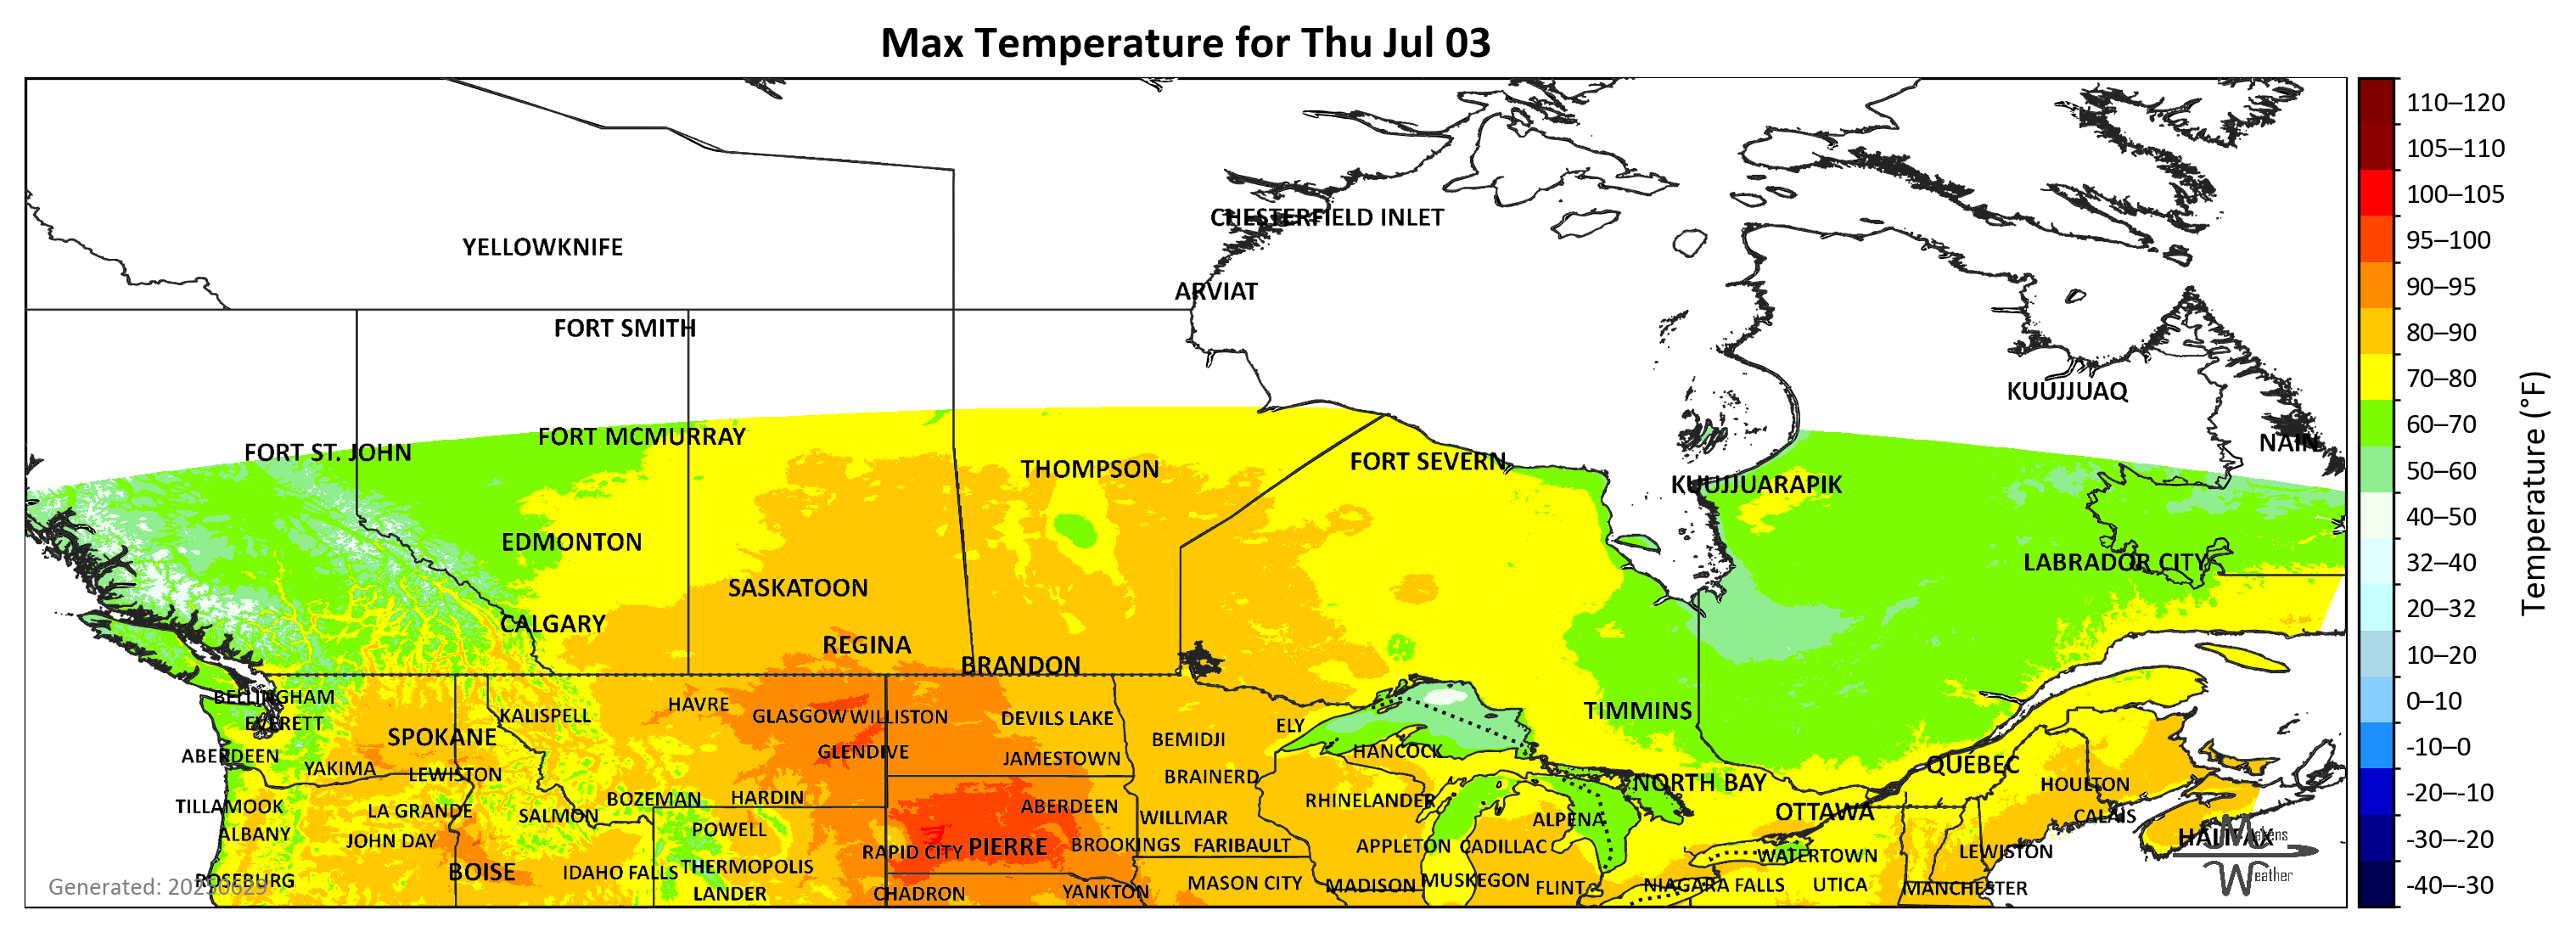 Max Temperature for Thu Jul 03
110–120
105–110
100–105
95–100
90–95
80–90
70–80
60–70
50–60
40–50
32–40
20–32
10–20
0–10
-10–0
-20–-10
-30–-20
-40–-30
Temperature (°F)
CHESTERFIELD INLET
YELLOWKNIFE
ARVIAT
FORT SMITH
KUUJJUAQ
FORT MCMURRAY
NAIN
FORT ST. JOHN
FORT SEVERN
THOMPSON
KUUJJUARAPIK
EDMONTON
LABRADOR CITY
SASKATOON
CALGARY
REGINA
BRANDON
BELLINGHAM
HAVRE
TIMMINS
KALISPELL
GLASGOW
WILLISTON
DEVILS LAKE
EVERETT
ELY
SPOKANE
BEMIDJI
GLENDIVE
HANCOCK
ABERDEEN
JAMESTOWN
QUÉBEC
YAKIMA
LEWISTON
BRAINERD
NORTH BAY
HOULTON
BOZEMAN
HARDIN
RHINELANDER
TILLAMOOK
LA GRANDE
ABERDEEN
OTTAWA
SALMON
WILLMAR
CALAIS
ALPENA
ALBANY
POWELL
HALIFAX
JOHN DAY
PIERRE
BROOKINGS
FARIBAULT
APPLETON
CADILLAC
RAPID CITY
LEWISTON
WATERTOWN
THERMOPOLIS
BOISE
IDAHO FALLS
ROSEBURG
MASON CITY
MADISON
MUSKEGON
FLINT
NIAGARA FALLS
UTICA
MANCHESTER
LANDER
CHADRON
YANKTON
Generated: 20250629
Weather